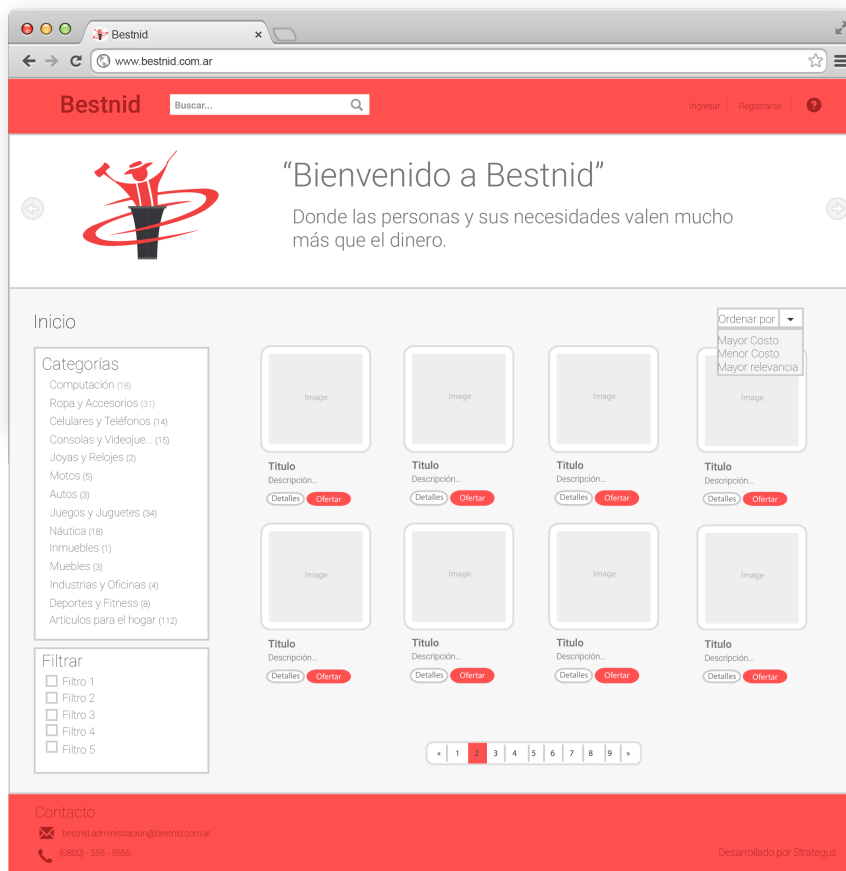 Bestnid
www.bestnid.com.ar
Bestnid
Buscar...
Ingresar
Registrarse
?
“Bienvenido a Bestnid”
Donde las personas y sus necesidades valen mucho
más que el dinero.
Inicio
Ordenar por
Mayor Costo
Menor Costo
Mayor relevancia
Categorías
Computación (18)
Ropa y Accesorios (31)
Celulares y Teléfonos (14)
Consolas y Videojue... (15)
Joyas y Relojes (2)
Motos (5)
Autos (3)
Juegos y Juguetes (34)
Náutica (18)
Inmuebles (1)
Muebles (3)
Industrias y Oficinas (4)
Deportes y Fitness (8)
Artículos para el hogar (112)
Filtrar
Filtro 1
Filtro 2
Filtro 3
Filtro 4
Filtro 5
Image Image Image Image
Titulo Titulo Titulo Titulo
Descripción... Descripción... Descripción... Descripción...
Detalles Ofertar Detalles Ofertar Detalles Ofertar Detalles Ofertar
Image Image Image Image
Titulo Titulo Titulo Titulo
Descripción... Descripción... Descripción... Descripción...
Detalles Ofertar Detalles Ofertar Detalles Ofertar Detalles Ofertar
« 1 2 3 4 5 6 7 8 9 »
Contacto
bestnid.administracion@bestnid.com.ar
(0800) - 555 - 5555
Desarrollado por Strategus